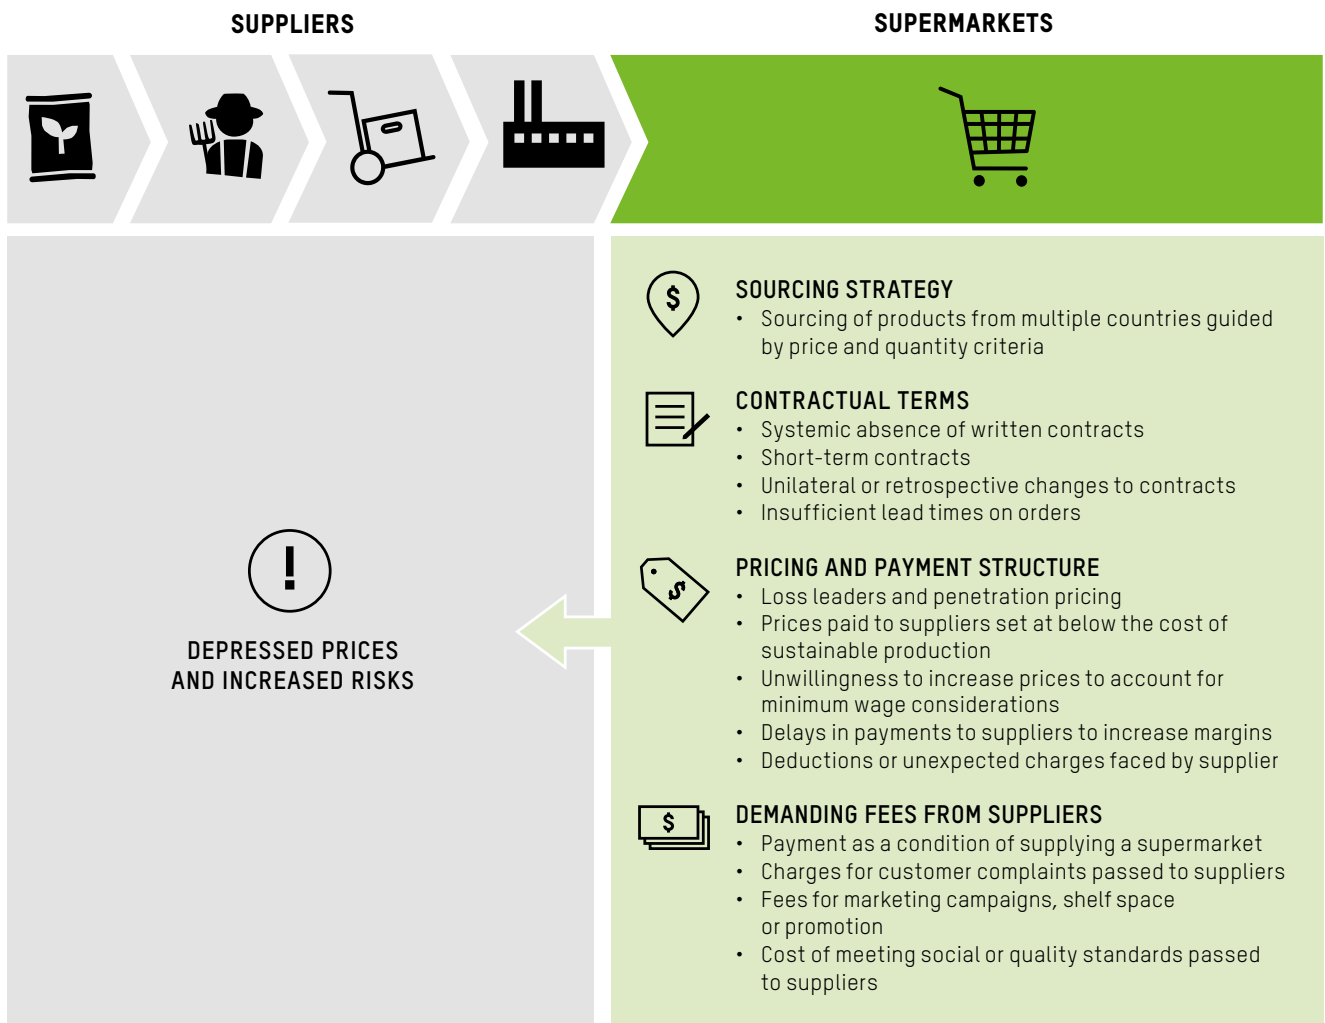 SUPPLIERS
SUPERMARKETS
$
SOURCING STRATEGY
• Sourcing of products from multiple countries guided
by price and quantity criteria
CONTRACTUAL TERMS
• Systemic absence of written contracts
• Short-term contracts
• Unilateral or retrospective changes to contracts
• Insufficient lead times on orders
!
DEPRESSED PRICES
AND INCREASED RISKS
$
PRICING AND PAYMENT STRUCTURE
• Loss leaders and penetration pricing
• Prices paid to suppliers set at below the cost of
sustainable production
• Unwillingness to increase prices to account for
minimum wage considerations
• Delays in payments to suppliers to increase margins
• Deductions or unexpected charges faced by supplier
$
DEMANDING FEES FROM SUPPLIERS
• Payment as a condition of supplying a supermarket
• Charges for customer complaints passed to suppliers
• Fees for marketing campaigns, shelf space
or promotion
• Cost of meeting social or quality standards passed
to suppliers